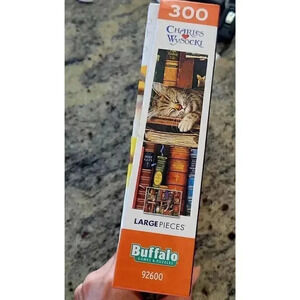 300
CHARLES
WYSOCKI
LARGE PIECES
Buffalo
GAMES & PUZZLES
92600